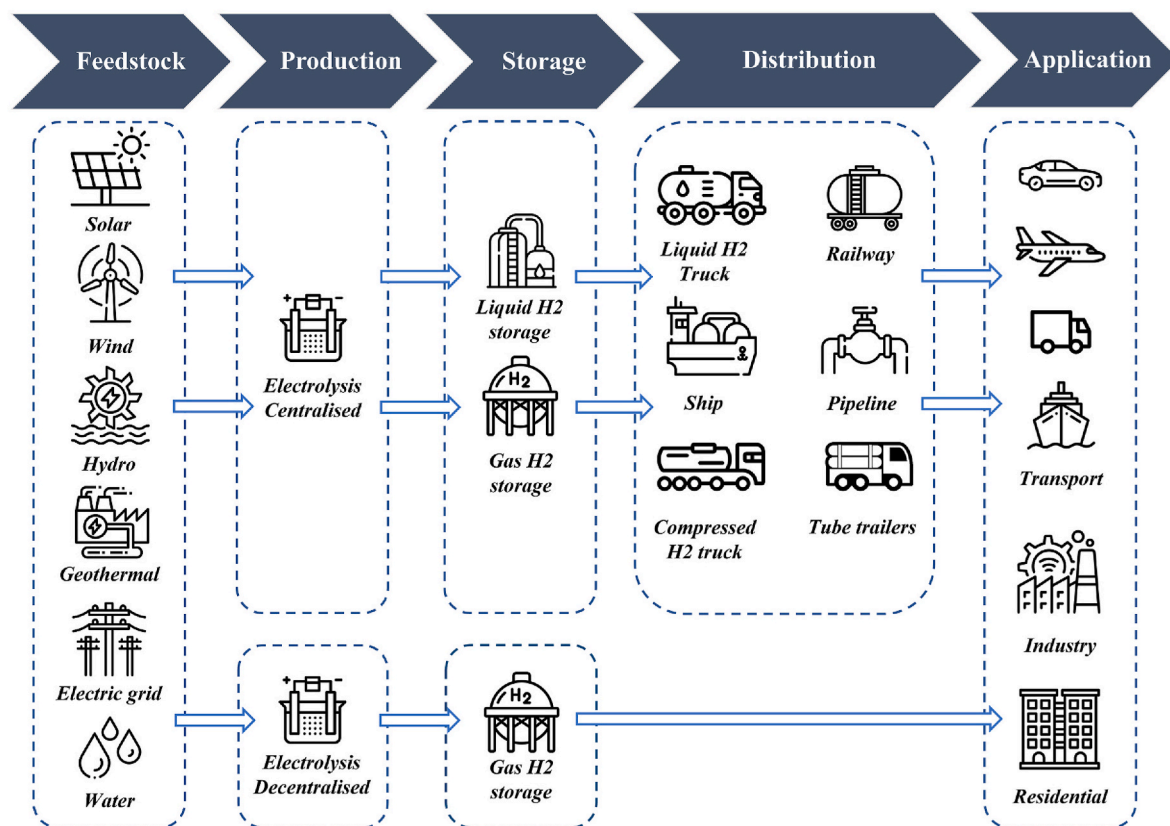 Feedstock
Production
Storage
Distribution
Application
Solar
Wind
Hydro
Geothermal
Electric grid
Water
+ −
Electrolysis
Centralised
+ −
Electrolysis
Decentralised
Liquid H2
storage
H2
Gas H2
storage
H2
Gas H2
storage
Liquid H2
Truck
Railway
Ship
Pipeline
Compressed
H2 truck
Tube trailers
Transport
Industry
Residential